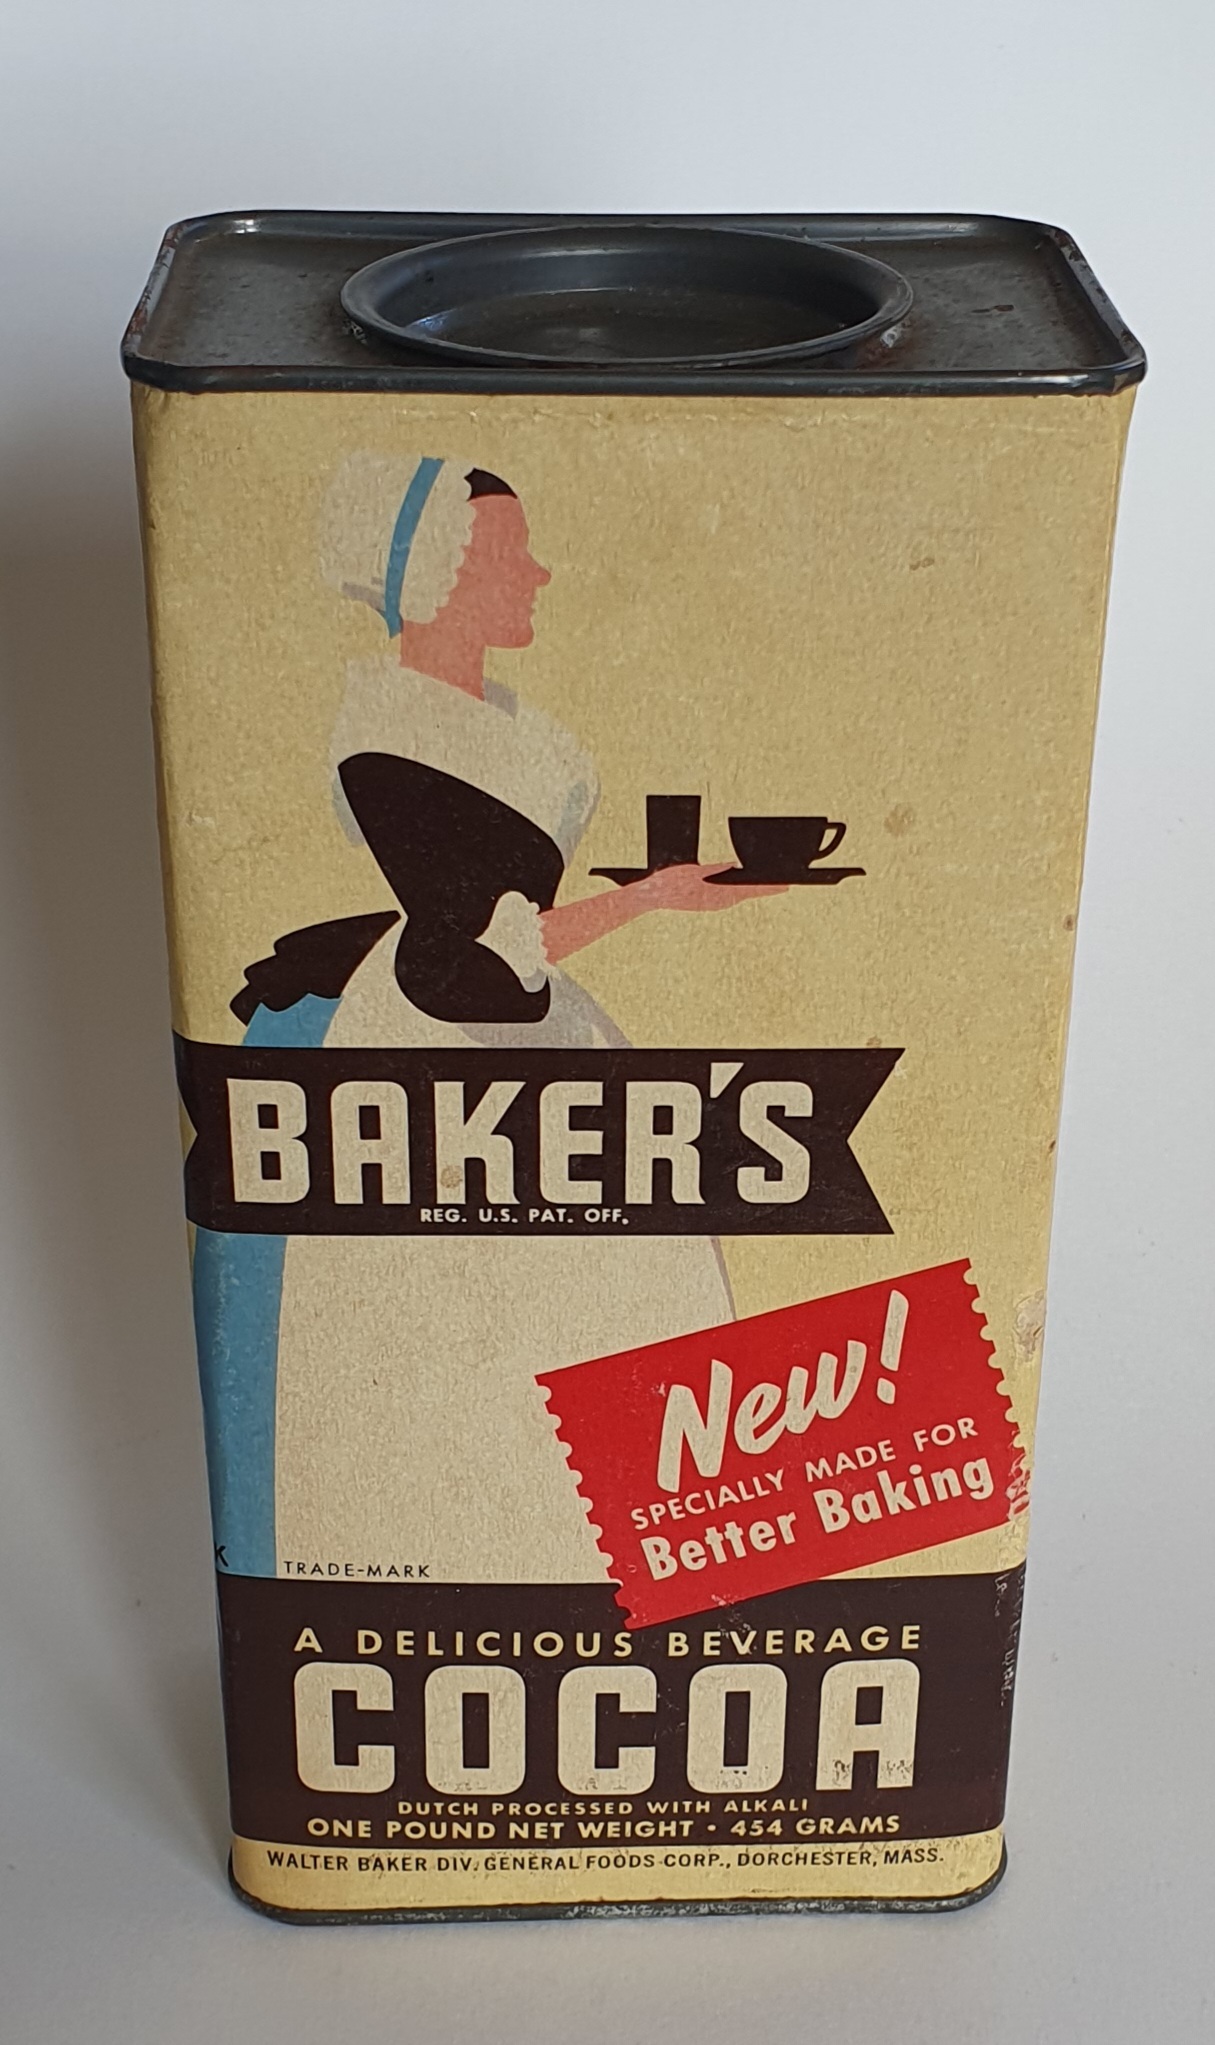 BAKER'S
REG. U.S. PAT. OFF.
New!
SPECIALLY MADE FOR
Better Baking
K
TRADE-MARK
A DELICIOUS BEVERAGE
COCOA
DUTCH PROCESSED WITH ALKALI
ONE POUND NET WEIGHT • 454 GRAMS
WALTER BAKER DIV. GENERAL FOODS CORP., DORCHESTER, MASS.